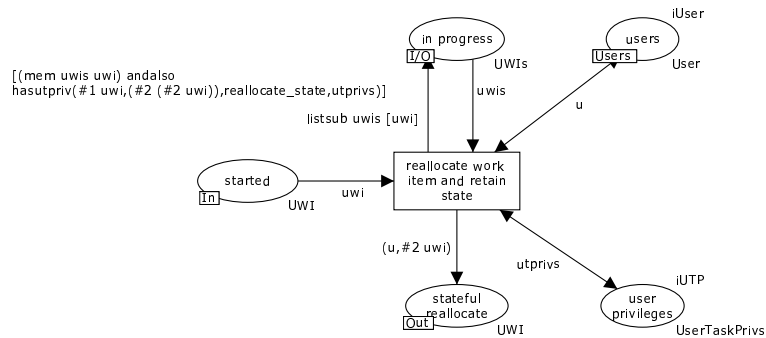 iUser
in progress
users
I/O
Users
UWIs
User
[(mem uwis uwi) andalso
hasutpriv(#1 uwi,(#2 (#2 uwi)),reallocate_state,utprivs)]
uwis
u
listsub uwis [uwi]
reallocate work
item and retain
state
started
In
uwi
UWI
(u,#2 uwi)
utprivs
iUTP
stateful
reallocate
user
privileges
Out
UWI
UserTaskPrivs